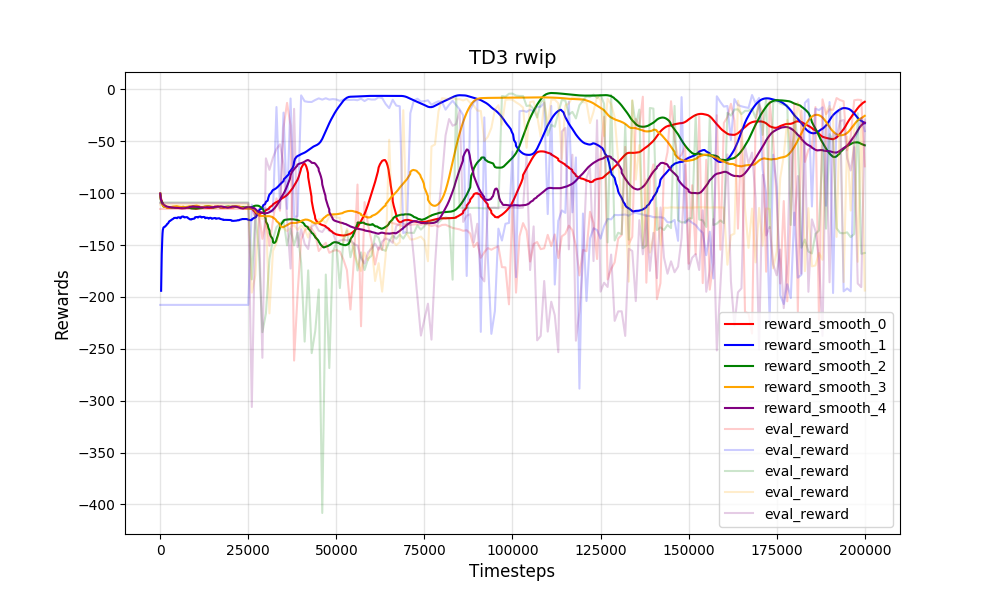 TD3 rwip
Rewards
0
−50
−100
−150
−200
−250
−300
−350
−400
reward_smooth_0
reward_smooth_1
reward_smooth_2
reward_smooth_3
reward_smooth_4
eval_reward
eval_reward
eval_reward
eval_reward
eval_reward
0 25000 50000 75000 100000 125000 150000 175000 200000
Timesteps